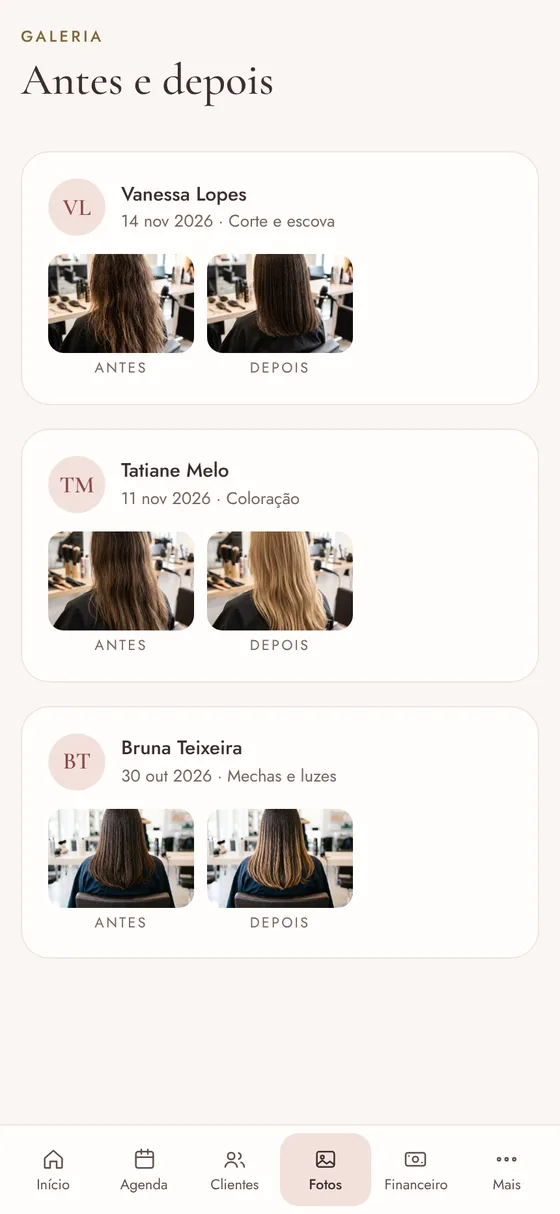 GALERIA
Antes e depois
VL
Vanessa Lopes
14 nov 2026 · Corte e escova
ANTES
DEPOIS
TM
Tatiane Melo
11 nov 2026 · Coloração
ANTES
DEPOIS
BT
Bruna Teixeira
30 out 2026 · Mechas e luzes
ANTES
DEPOIS
Início
Agenda
Clientes
Fotos
Financeiro
Mais